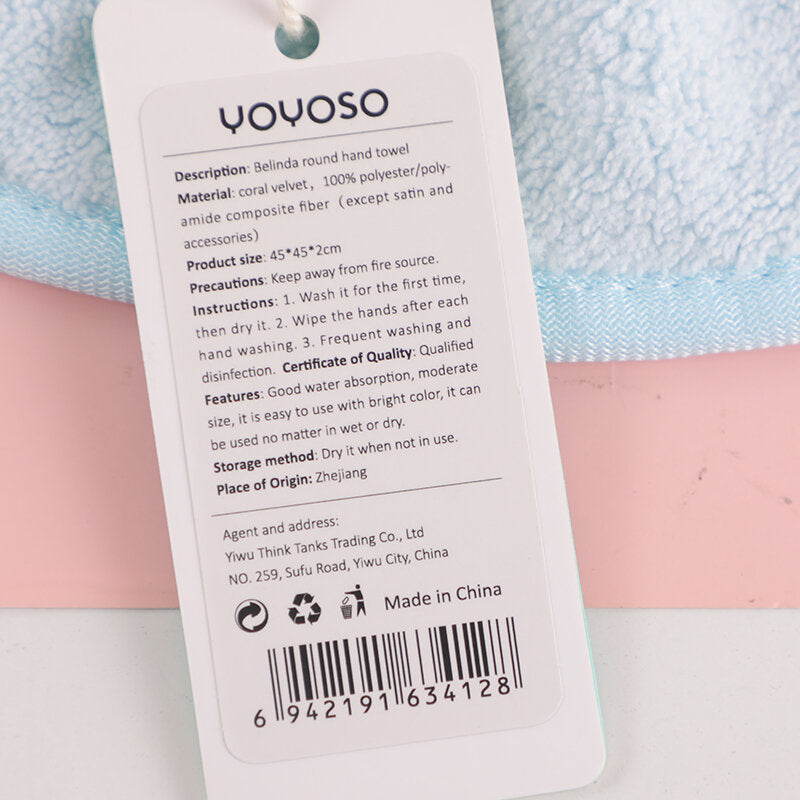 YOYOSO
Description: Belinda round hand towel
Material: coral velvet，100% polyester/poly-
amide composite fiber（except satin and
accessories）
Product size: 45*45*2cm
Precautions: Keep away from fire source.
Instructions: 1. Wash it for the first time,
then dry it. 2. Wipe the hands after each
hand washing. 3. Frequent washing and
disinfection. Certificate of Quality: Qualified
Features: Good water absorption, moderate
size, it is easy to use with bright color, it can
be used no matter in wet or dry.
Storage method: Dry it when not in use.
Place of Origin: Zhejiang
Agent and address:
Yiwu Think Tanks Trading Co., Ltd
NO. 259, Sufu Road, Yiwu City, China
Made in China
6 942191 634128